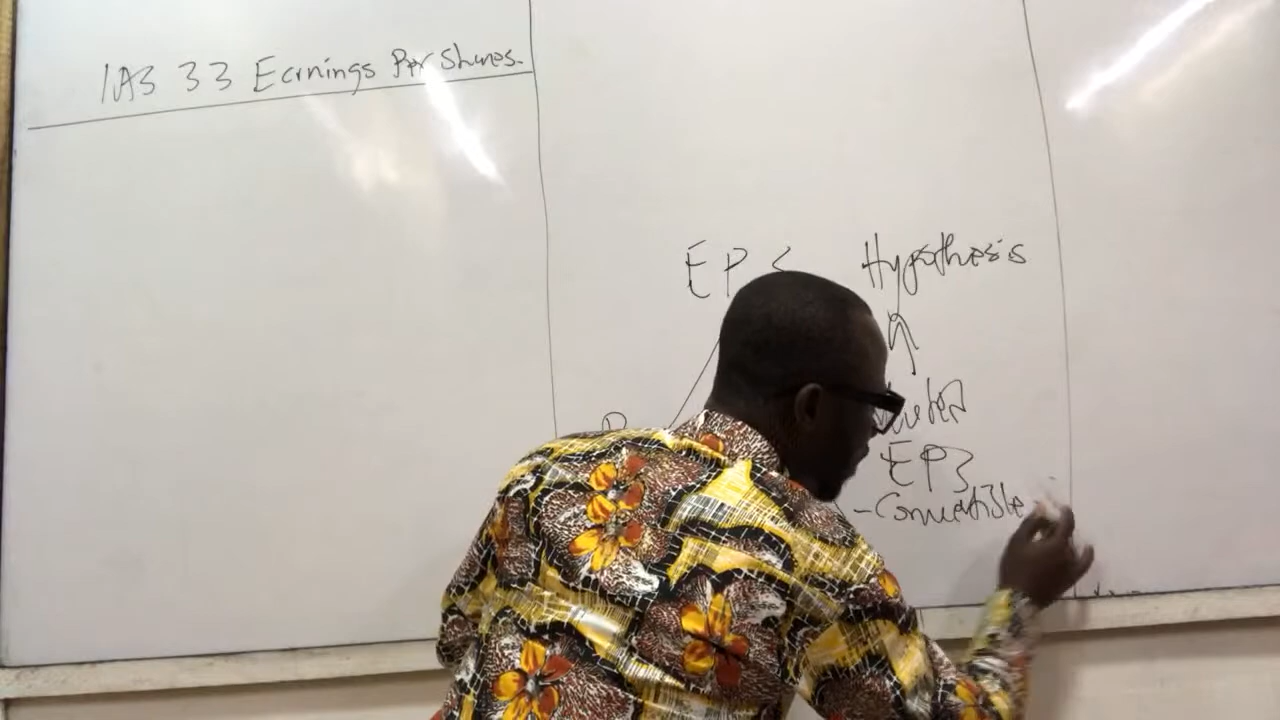 IAS 33 Earnings Per Shares.
EPS Hypothesis
EPS
- Convertible